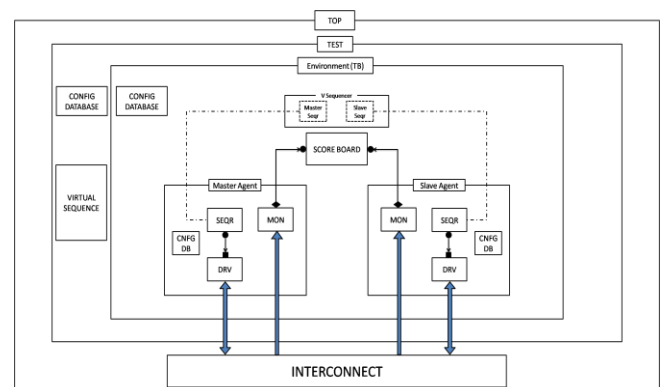 TOP
TEST
Environment (TB)
CONFIG
DATABASE
CONFIG
DATABASE
V Sequencer
Master
Seqr
Slave
Seqr
SCORE BOARD
VIRTUAL
SEQUENCE
Master Agent
Slave Agent
SEQR
MON
MON
SEQR
CNFG
DB
CNFG
DB
DRV
DRV
INTERCONNECT